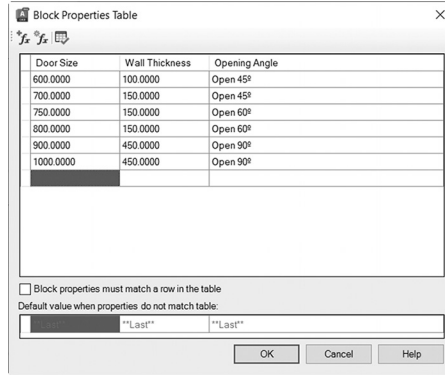 Block Properties Table
Door Size Wall Thickness Opening Angle
600.0000 100.0000 Open 45º
700.0000 150.0000 Open 45º
750.0000 150.0000 Open 60º
800.0000 150.0000 Open 60º
900.0000 450.0000 Open 90º
1000.0000 450.0000 Open 90º
Block properties must match a row in the table
Default value when properties do not match table:
**Last** **Last** **Last**
OK Cancel Help